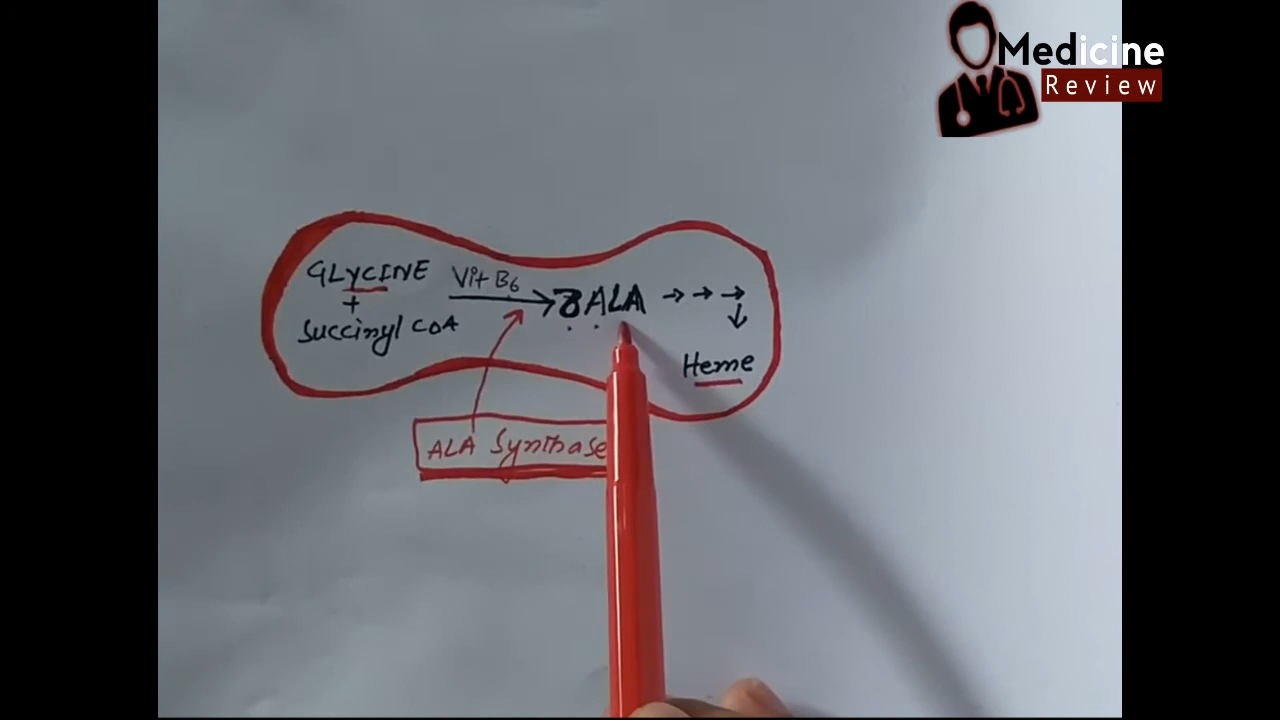 Medicine
Review
GLYCINE
+
Succinyl CoA
Vit B6
δALA
Heme
ALA Synthase